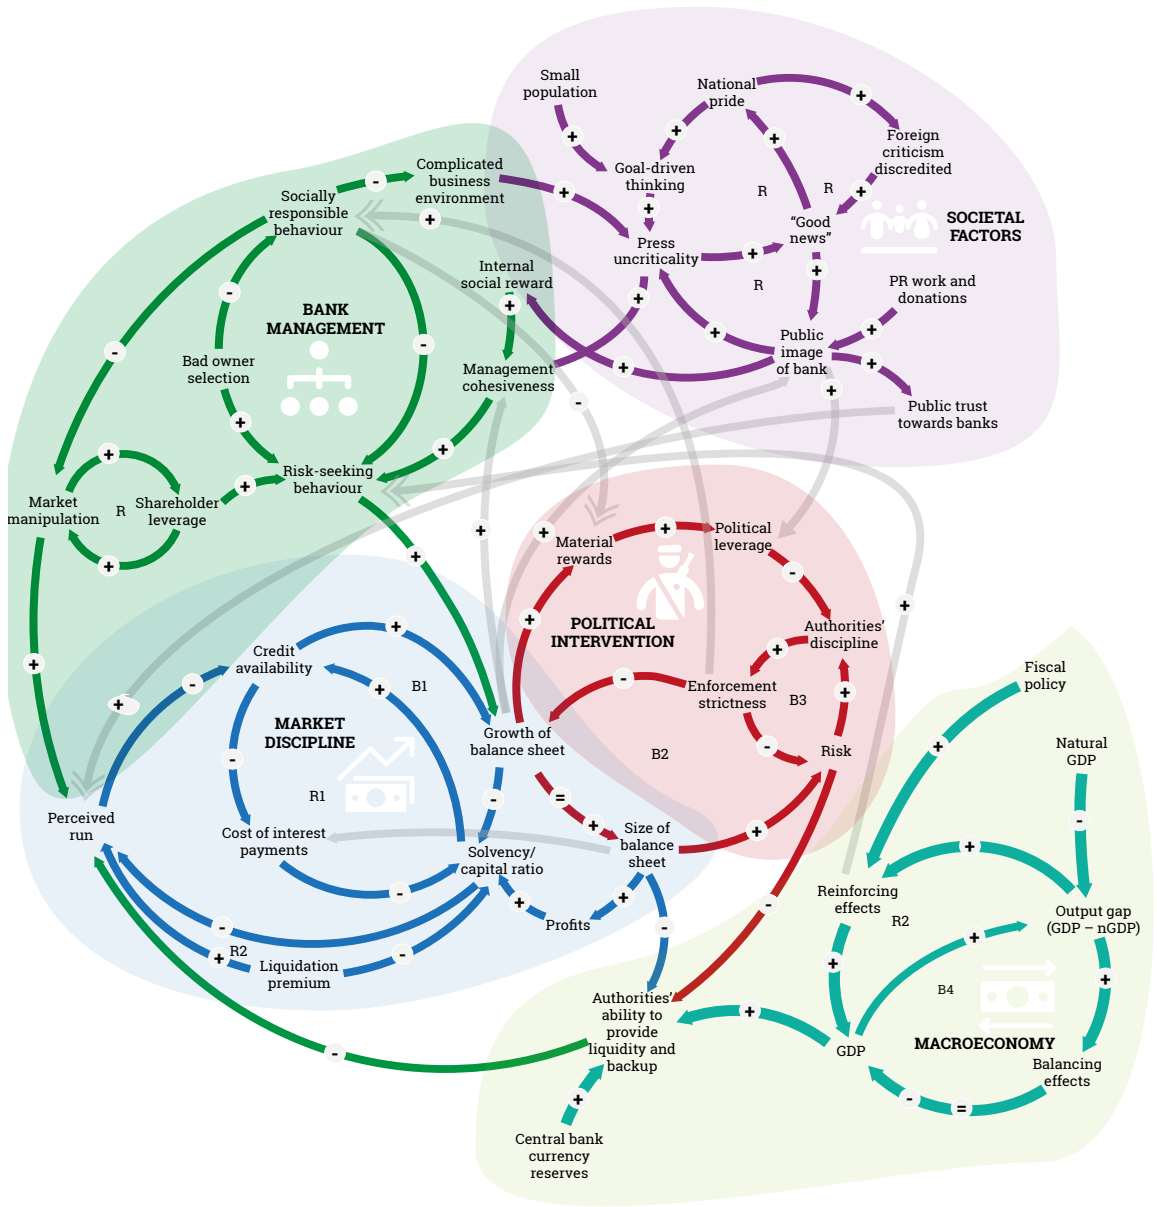 Small
population
National
pride
Foreign
criticism
discredited
Goal-driven
thinking
R
R
"Good
news"
SOCIETAL
FACTORS
Press
uncriticality
R
PR work and
donations
Public
image
of bank
Public trust
towards banks
Complicated
business
environment
Socially
responsible
behaviour
Internal
social reward
BANK
MANAGEMENT
Bad owner
selection
Management
cohesiveness
Risk-seeking
behaviour
Market
manipulation
R
Shareholder
leverage
Material
rewards
Political
leverage
POLITICAL
INTERVENTION
Authorities'
discipline
Enforcement
strictness
B3
B2
Risk
Credit
availability
B1
MARKET
DISCIPLINE
Growth of
balance sheet
R1
Perceived
run
Cost of interest
payments
Solvency/
capital ratio
Size of
balance
sheet
Profits
R2
Liquidation
premium
Fiscal
policy
Natural
GDP
Reinforcing
effects
R2
Output gap
(GDP – nGDP)
B4
MACROECONOMY
GDP
Balancing
effects
Authorities'
ability to
provide
liquidity and
backup
Central bank
currency
reserves